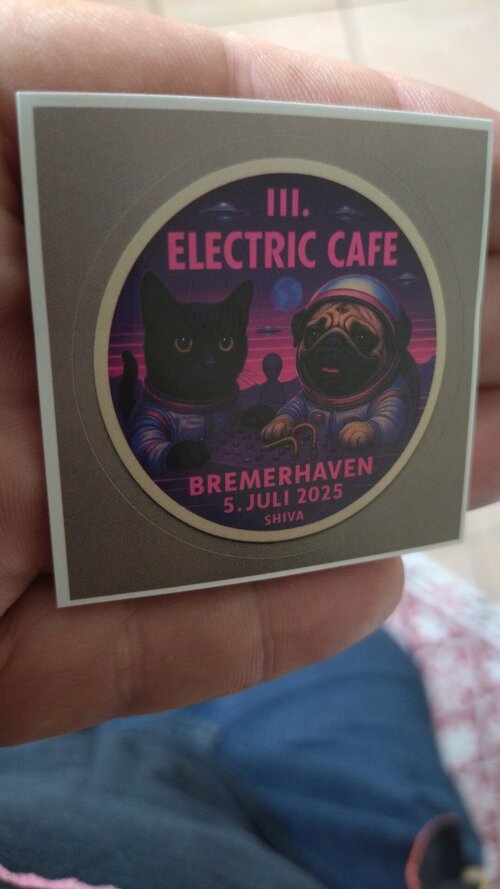 III.
ELECTRIC CAFE
BREMERHAVEN
5. JULI 2025
SHIVA